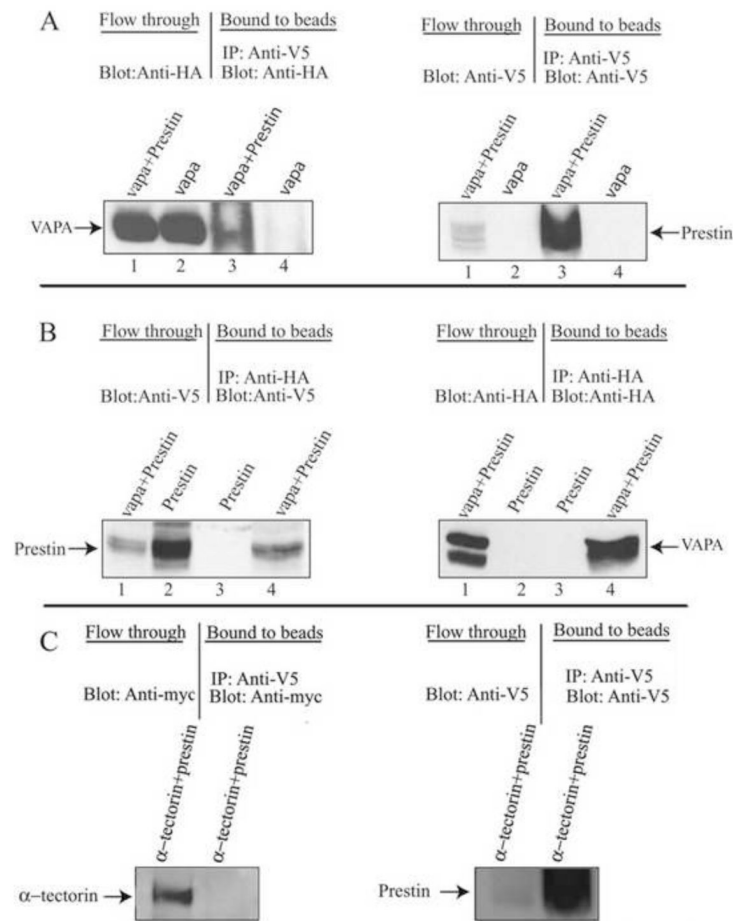 A
Flow through Bound to beads
IP: Anti-V5
Blot:Anti-HA Blot: Anti-HA
vapa+Prestin vapa vapa+Prestin vapa
VAPA
1 2 3 4
Flow through Bound to beads
IP: Anti-V5
Blot: Anti-V5 Blot: Anti-V5
vapa+Prestin vapa vapa+Prestin vapa
Prestin
1 2 3 4
B
Flow through Bound to beads
IP: Anti-HA
Blot:Anti-V5 Blot:Anti-V5
vapa+Prestin Prestin Prestin vapa+Prestin
Prestin
1 2 3 4
Flow through Bound to beads
IP: Anti-HA
Blot:Anti-HA Blot:Anti-HA
vapa+Prestin Prestin Prestin vapa+Prestin
VAPA
1 2 3 4
C
Flow through Bound to beads
IP: Anti-V5
Blot: Anti-myc Blot: Anti-myc
α-tectorin+prestin α-tectorin+prestin
α-tectorin
Flow through Bound to beads
IP: Anti-V5
Blot: Anti-V5 Blot: Anti-V5
α-tectorin+prestin α-tectorin+prestin
Prestin